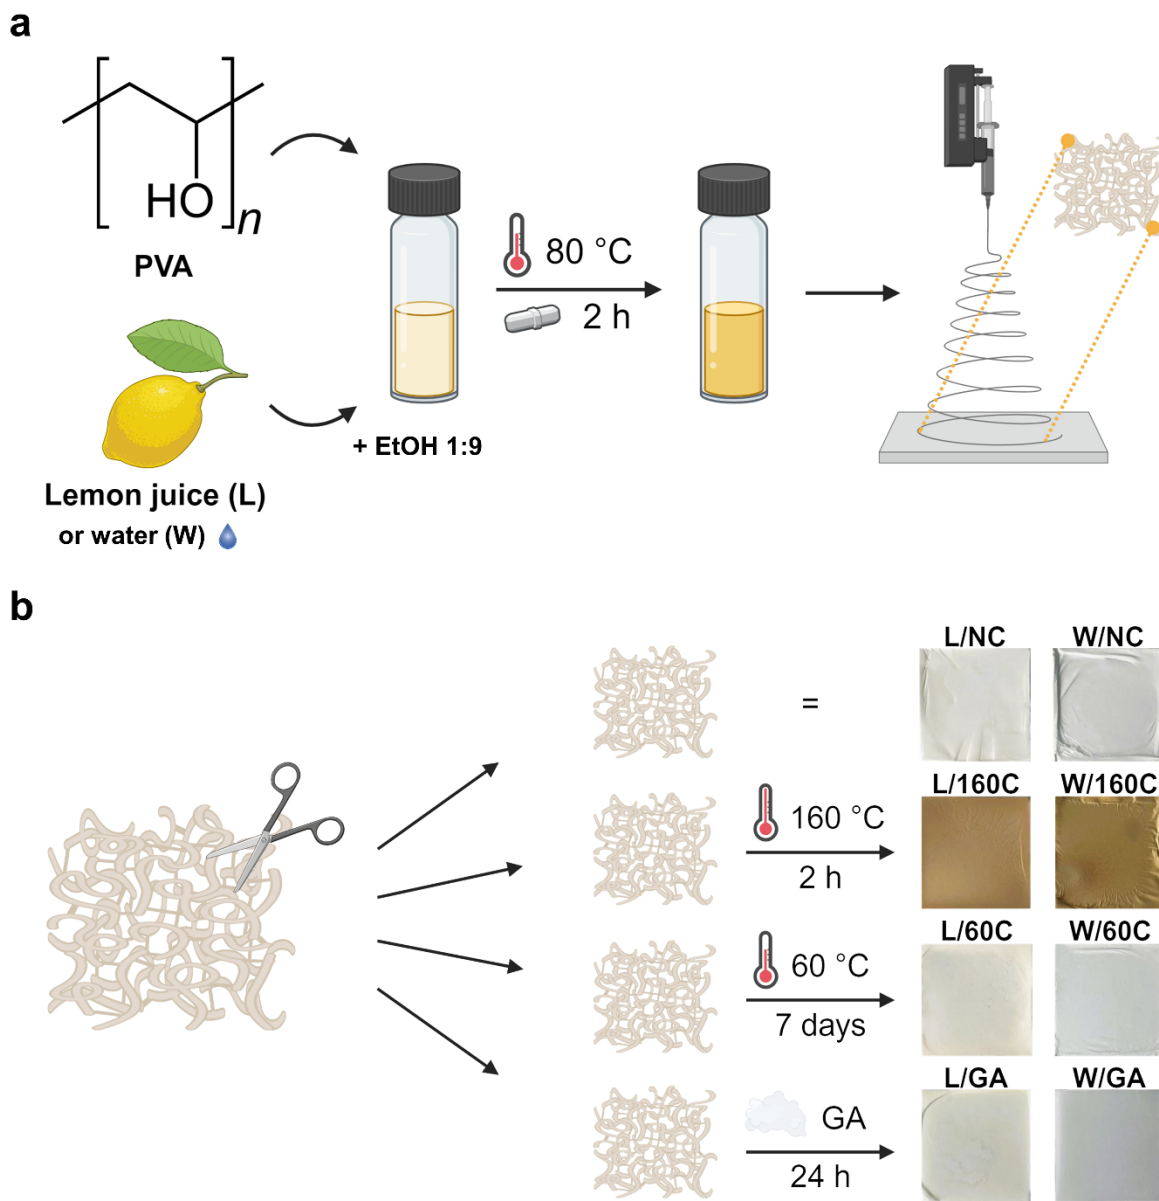 a
HO
n
PVA
Lemon juice (L)
or water (W)
+ EtOH 1:9
80 °C
2 h
b
L/NC
W/NC
=
160 °C
2 h
L/160C
W/160C
60 °C
7 days
L/60C
W/60C
GA
24 h
L/GA
W/GA